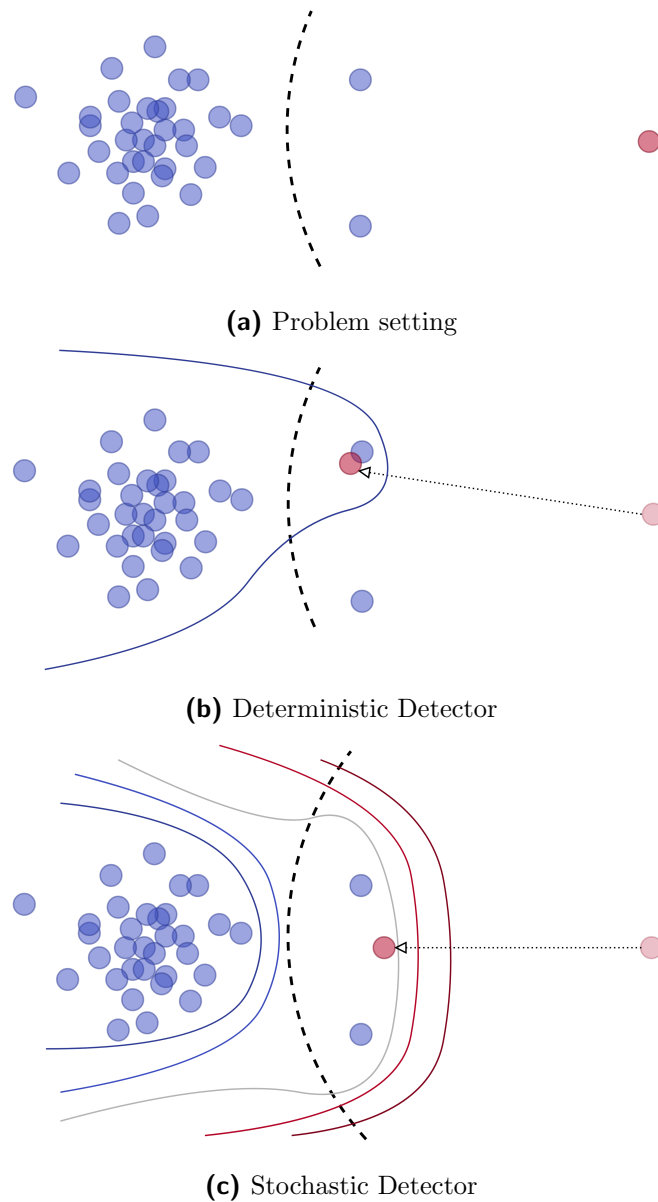 (a) Problem setting
(b) Deterministic Detector
(c) Stochastic Detector